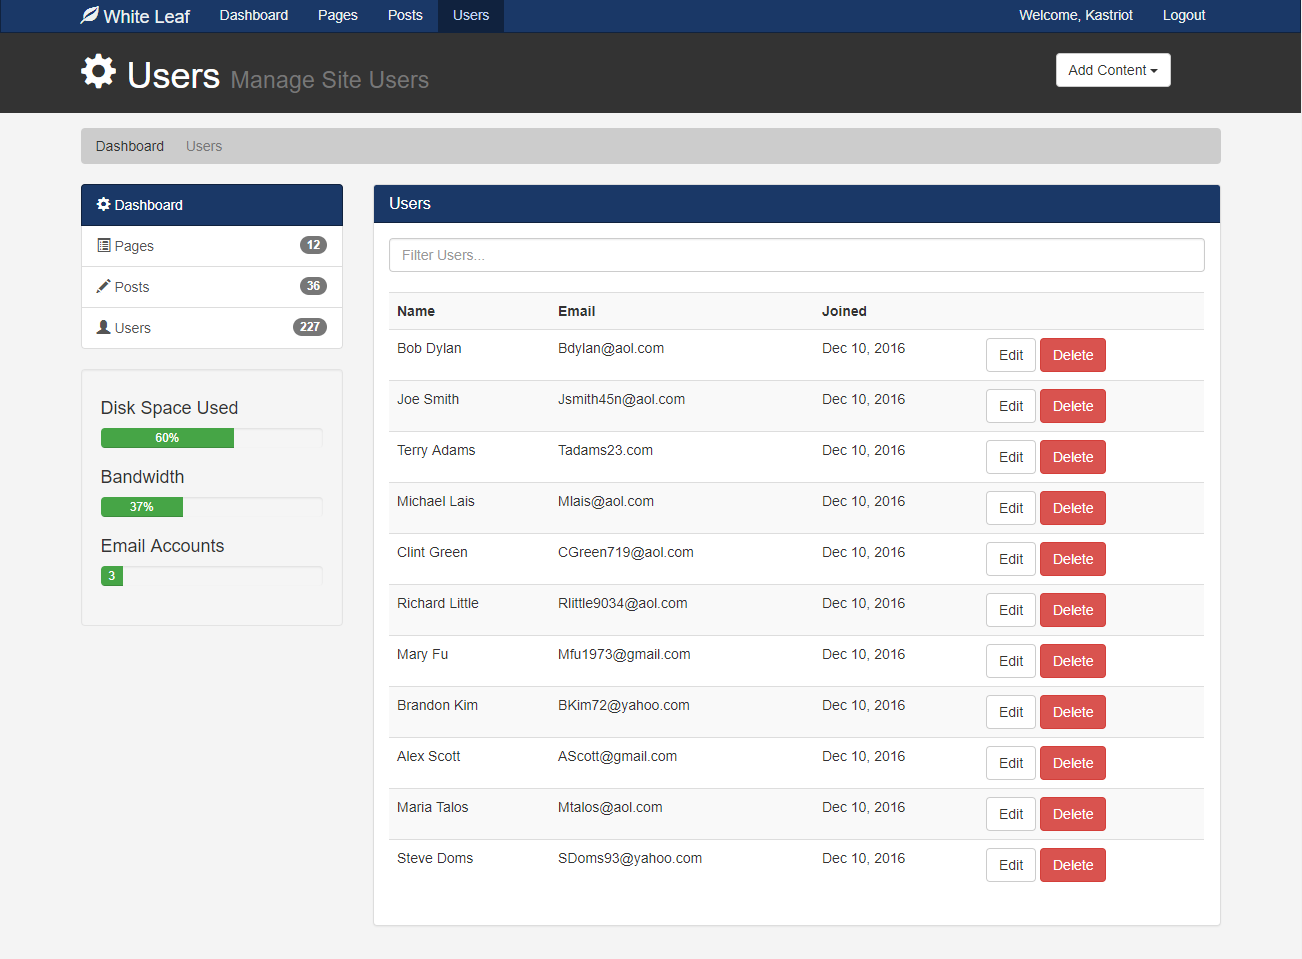 White Leaf Dashboard Pages Posts Users Welcome, Kastriot Logout
Users Manage Site Users Add Content
Dashboard Users
Dashboard
Pages 12
Posts 36
Users 227
Disk Space Used
60%
Bandwidth
37%
Email Accounts
3
Users
Filter Users...
Name Email Joined
Bob Dylan Bdylan@aol.com Dec 10, 2016 Edit Delete
Joe Smith Jsmith45n@aol.com Dec 10, 2016 Edit Delete
Terry Adams Tadams23.com Dec 10, 2016 Edit Delete
Michael Lais Mlais@aol.com Dec 10, 2016 Edit Delete
Clint Green CGreen719@aol.com Dec 10, 2016 Edit Delete
Richard Little Rlittle9034@aol.com Dec 10, 2016 Edit Delete
Mary Fu Mfu1973@gmail.com Dec 10, 2016 Edit Delete
Brandon Kim BKim72@yahoo.com Dec 10, 2016 Edit Delete
Alex Scott AScott@gmail.com Dec 10, 2016 Edit Delete
Maria Talos Mtalos@aol.com Dec 10, 2016 Edit Delete
Steve Doms SDoms93@yahoo.com Dec 10, 2016 Edit Delete